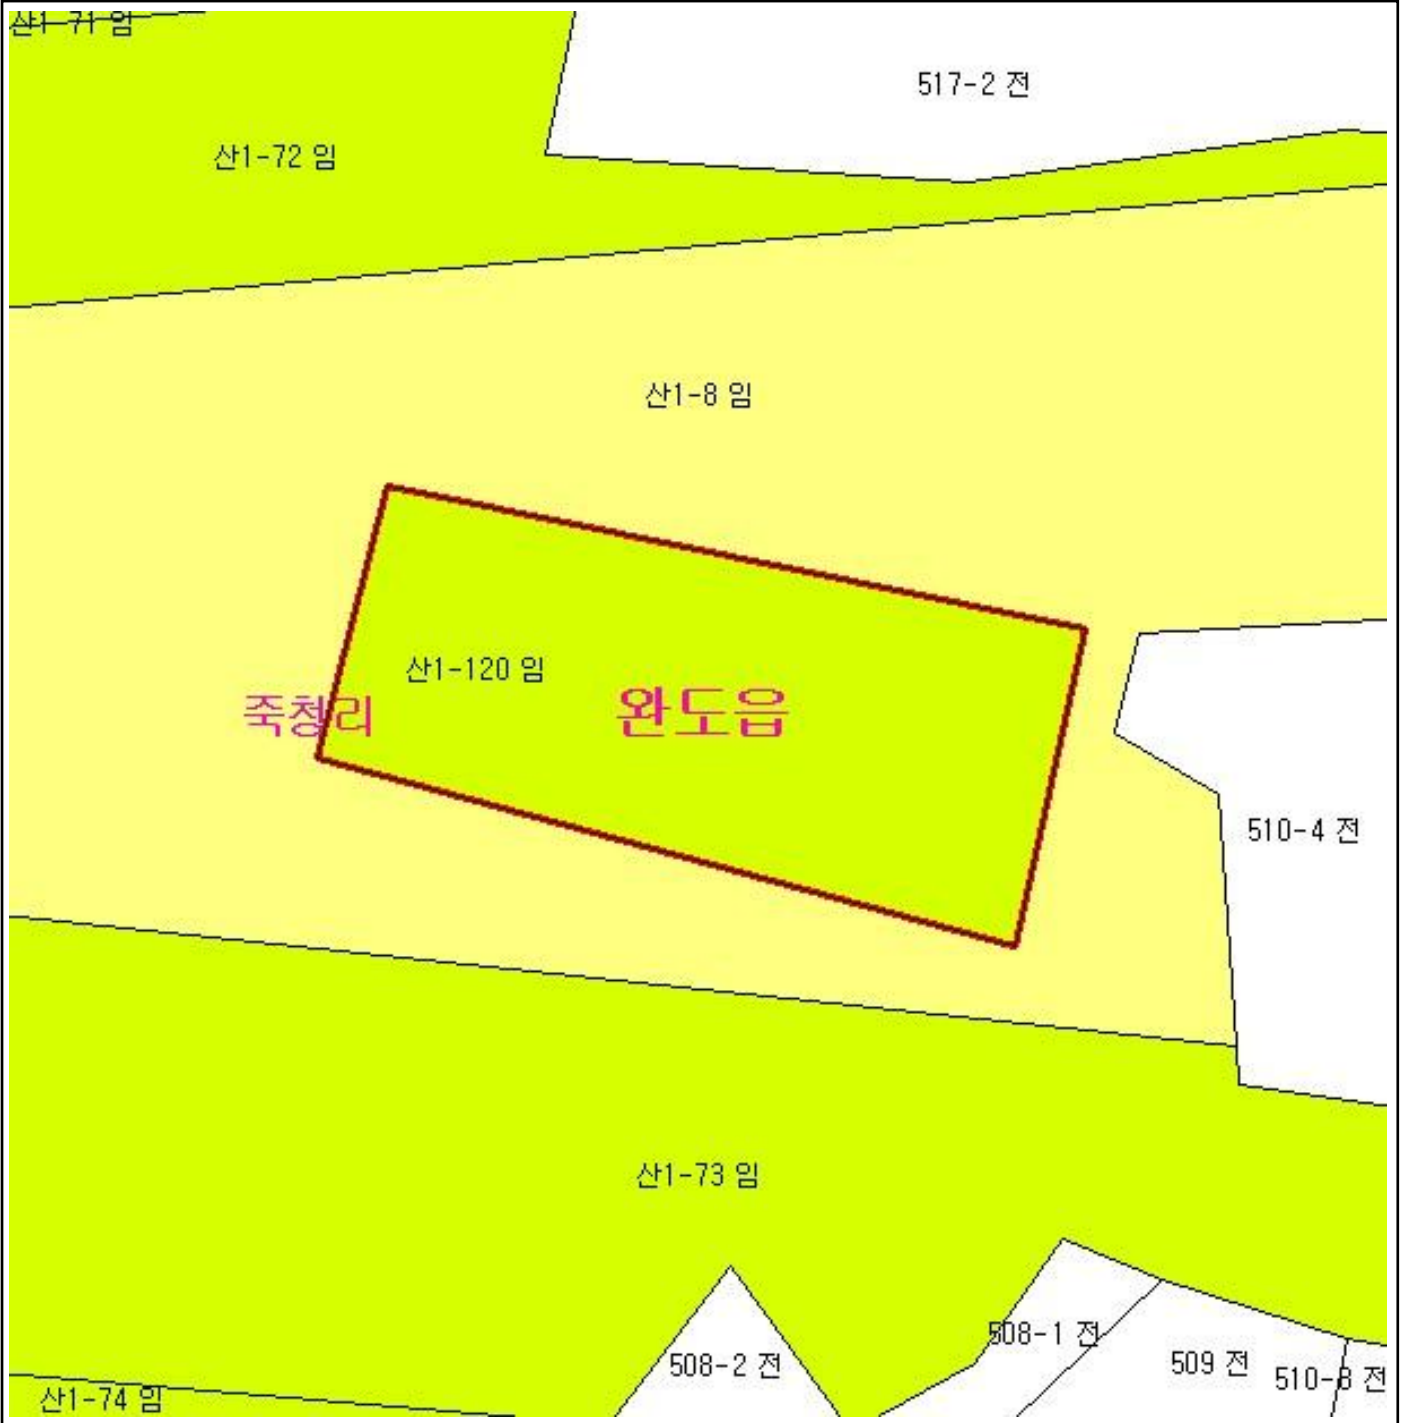 산1-71 임
517-2 전
산1-72 임
산1-8 임
산1-120 임
죽청리
완도읍
510-4 전
산1-73 임
508-1 전
508-2 전
509 전
510-8 전
산1-74 임